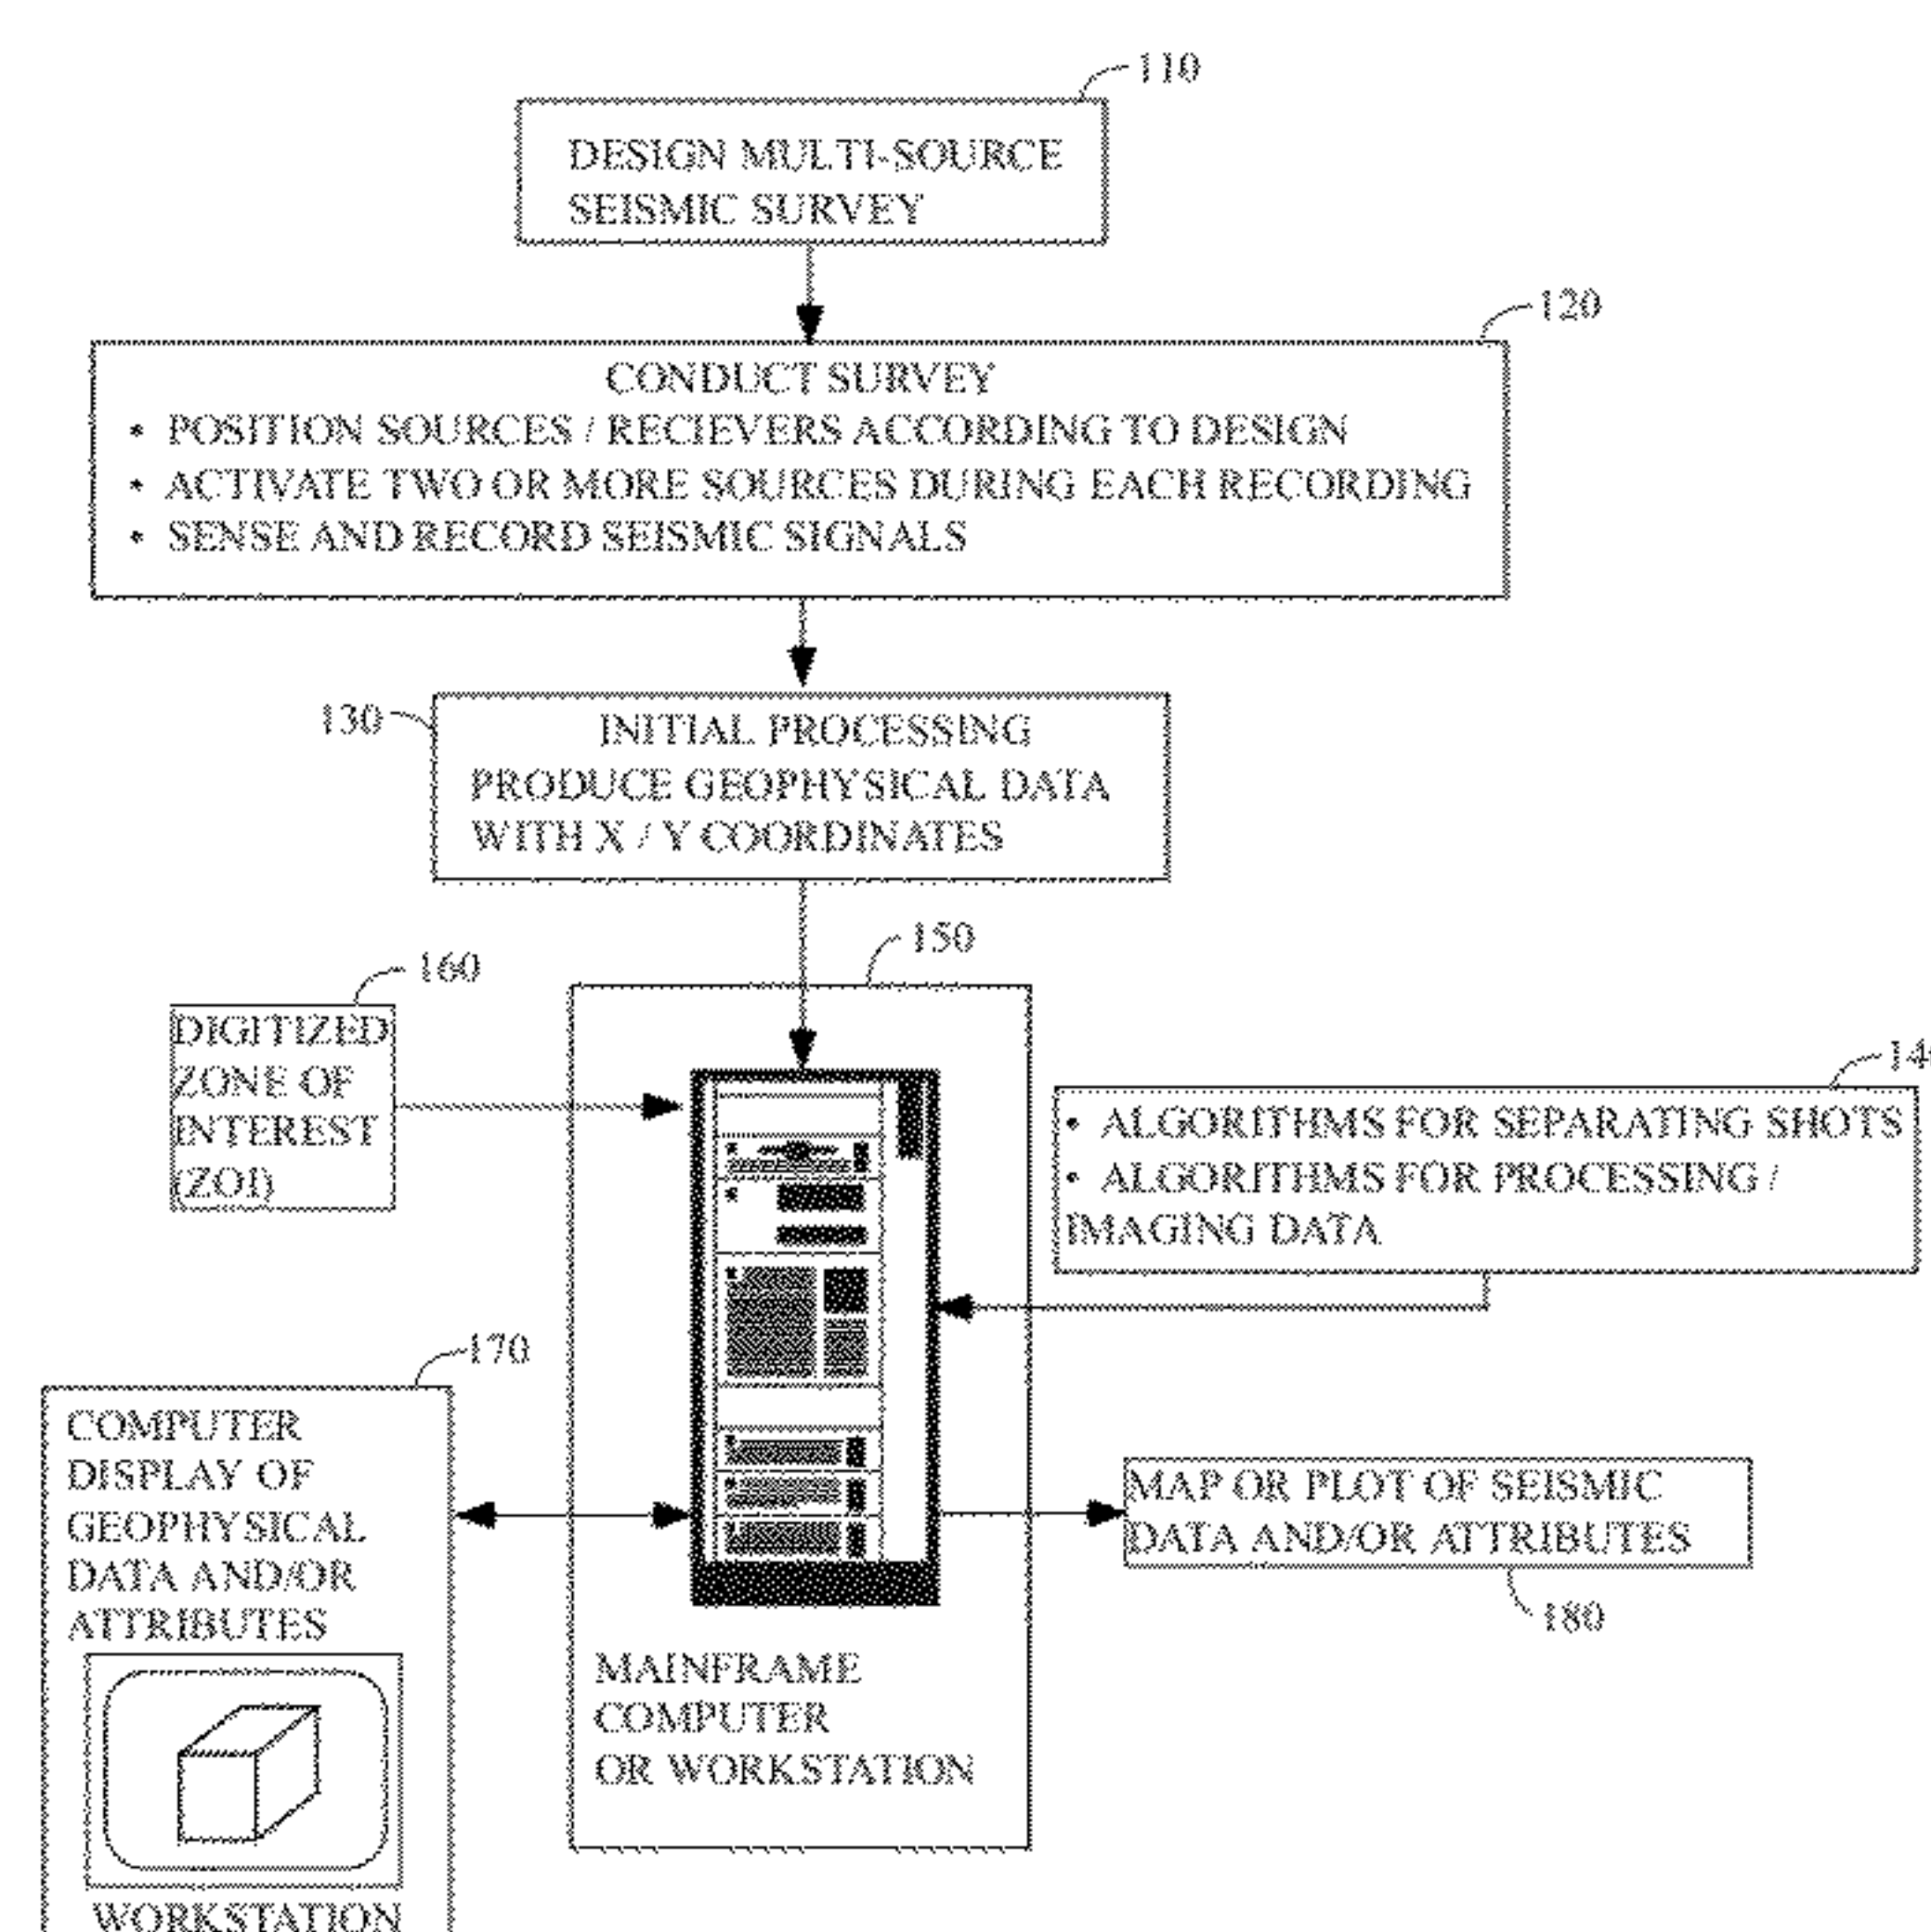 110
DESIGN MULTI-SOURCE
SEISMIC SURVEY
120
CONDUCT SURVEY
• POSITION SOURCES / RECIEVERS ACCORDING TO DESIGN
• ACTIVATE TWO OR MORE SOURCES DURING EACH RECORDING
• SENSE AND RECORD SEISMIC SIGNALS
130
INITIAL PROCESSING
PRODUCE GEOPHYSICAL DATA
WITH X / Y COORDINATES
150
160
DIGITIZED
ZONE OF
INTEREST
(ZOI)
• ALGORITHMS FOR SEPARATING SHOTS
• ALGORITHMS FOR PROCESSING /
IMAGING DATA
170
COMPUTER
DISPLAY OF
GEOPHYSICAL
DATA AND/OR
ATTRIBUTES
WORKSTATION
MAINFRAME
COMPUTER
OR WORKSTATION
MAP OR PLOT OF SEISMIC
DATA AND/OR ATTRIBUTES
180